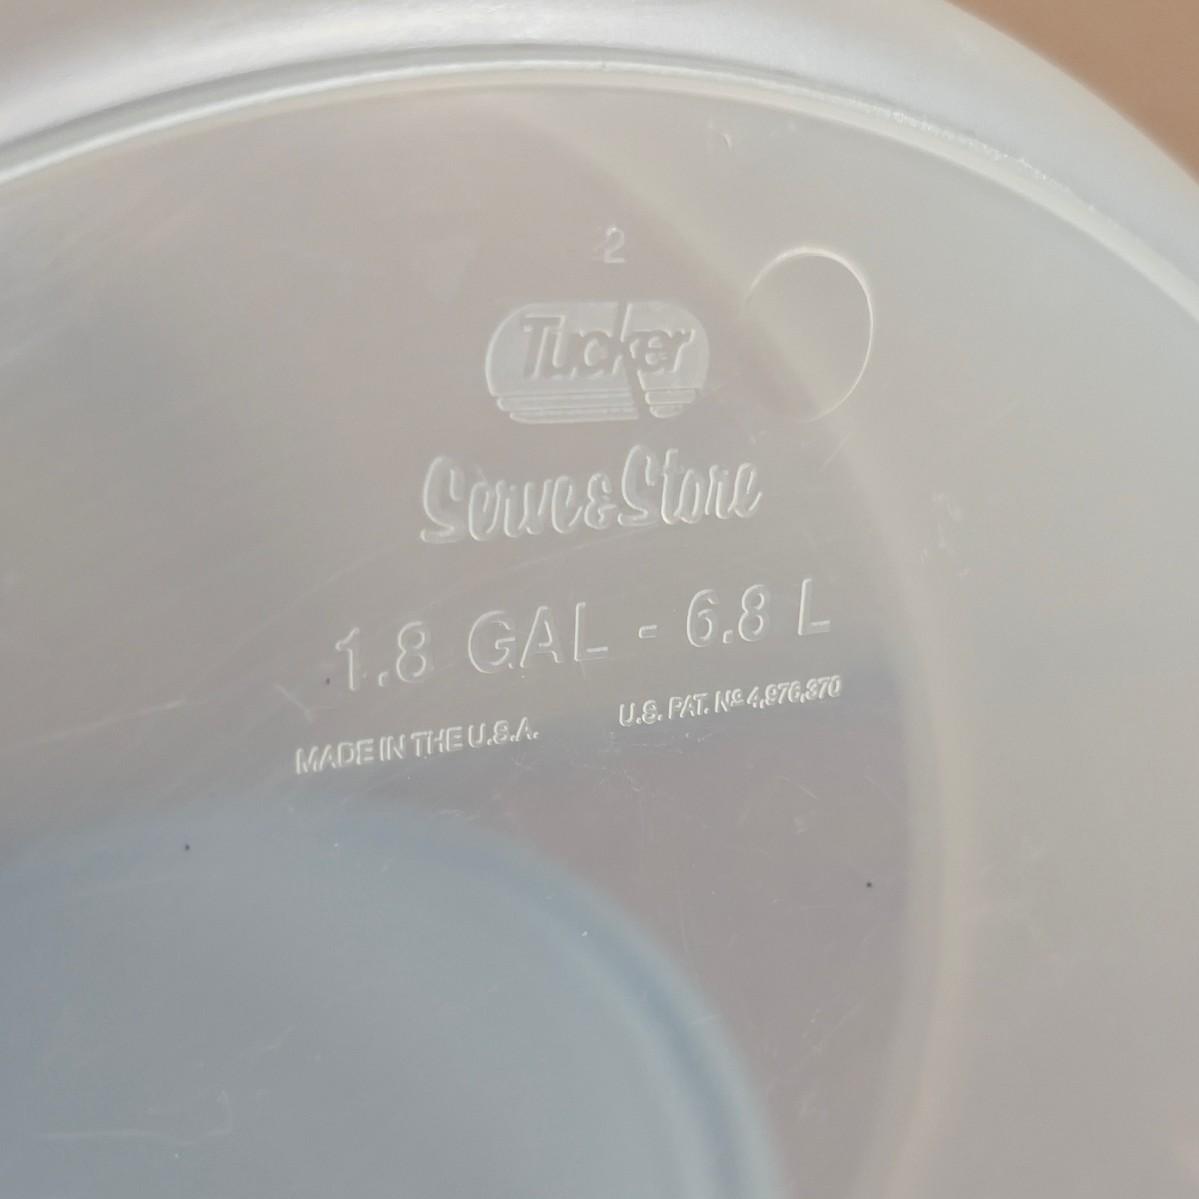 2
Tucker
Serve & Store
1.8 GAL - 6.8 L
MADE IN THE U.S.A. U.S. PAT. Nº 4,976,370